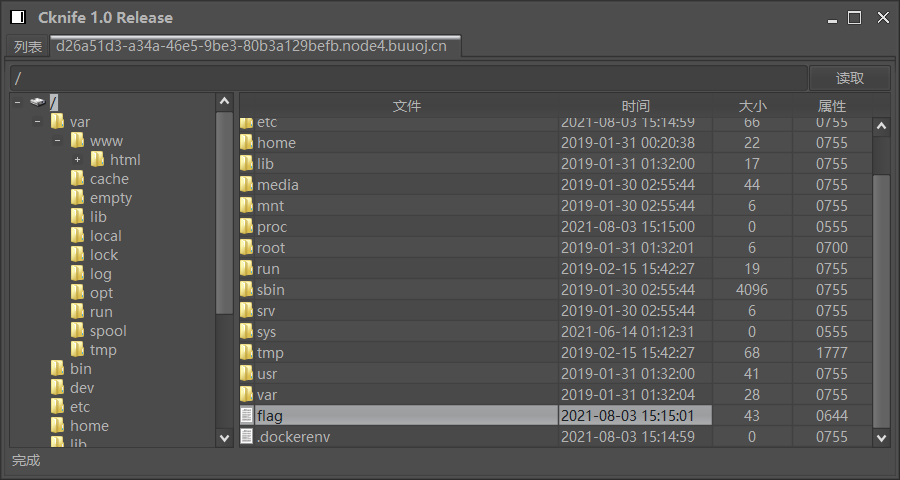 Cknife 1.0 Release
列表 d26a51d3-a34a-46e5-9be3-80b3a129befb.node4.buuoj.cn
/ 读取
/
var
www
html
cache
empty
lib
local
lock
log
opt
run
spool
tmp
bin
dev
etc
home
lib
文件 时间 大小 属性
etc 2021-08-03 15:14:59 66 0755
home 2019-01-31 00:20:38 22 0755
lib 2019-01-31 01:32:00 17 0755
media 2019-01-30 02:55:44 44 0755
mnt 2019-01-30 02:55:44 6 0755
proc 2021-08-03 15:15:00 0 0555
root 2019-01-31 01:32:01 6 0700
run 2019-02-15 15:42:27 19 0755
sbin 2019-01-30 02:55:44 4096 0755
srv 2019-01-30 02:55:44 6 0755
sys 2021-06-14 01:12:31 0 0555
tmp 2019-02-15 15:42:27 68 1777
usr 2019-01-31 01:32:00 41 0755
var 2019-01-31 01:32:04 28 0755
flag 2021-08-03 15:15:01 43 0644
.dockerenv 2021-08-03 15:14:59 0 0755
完成